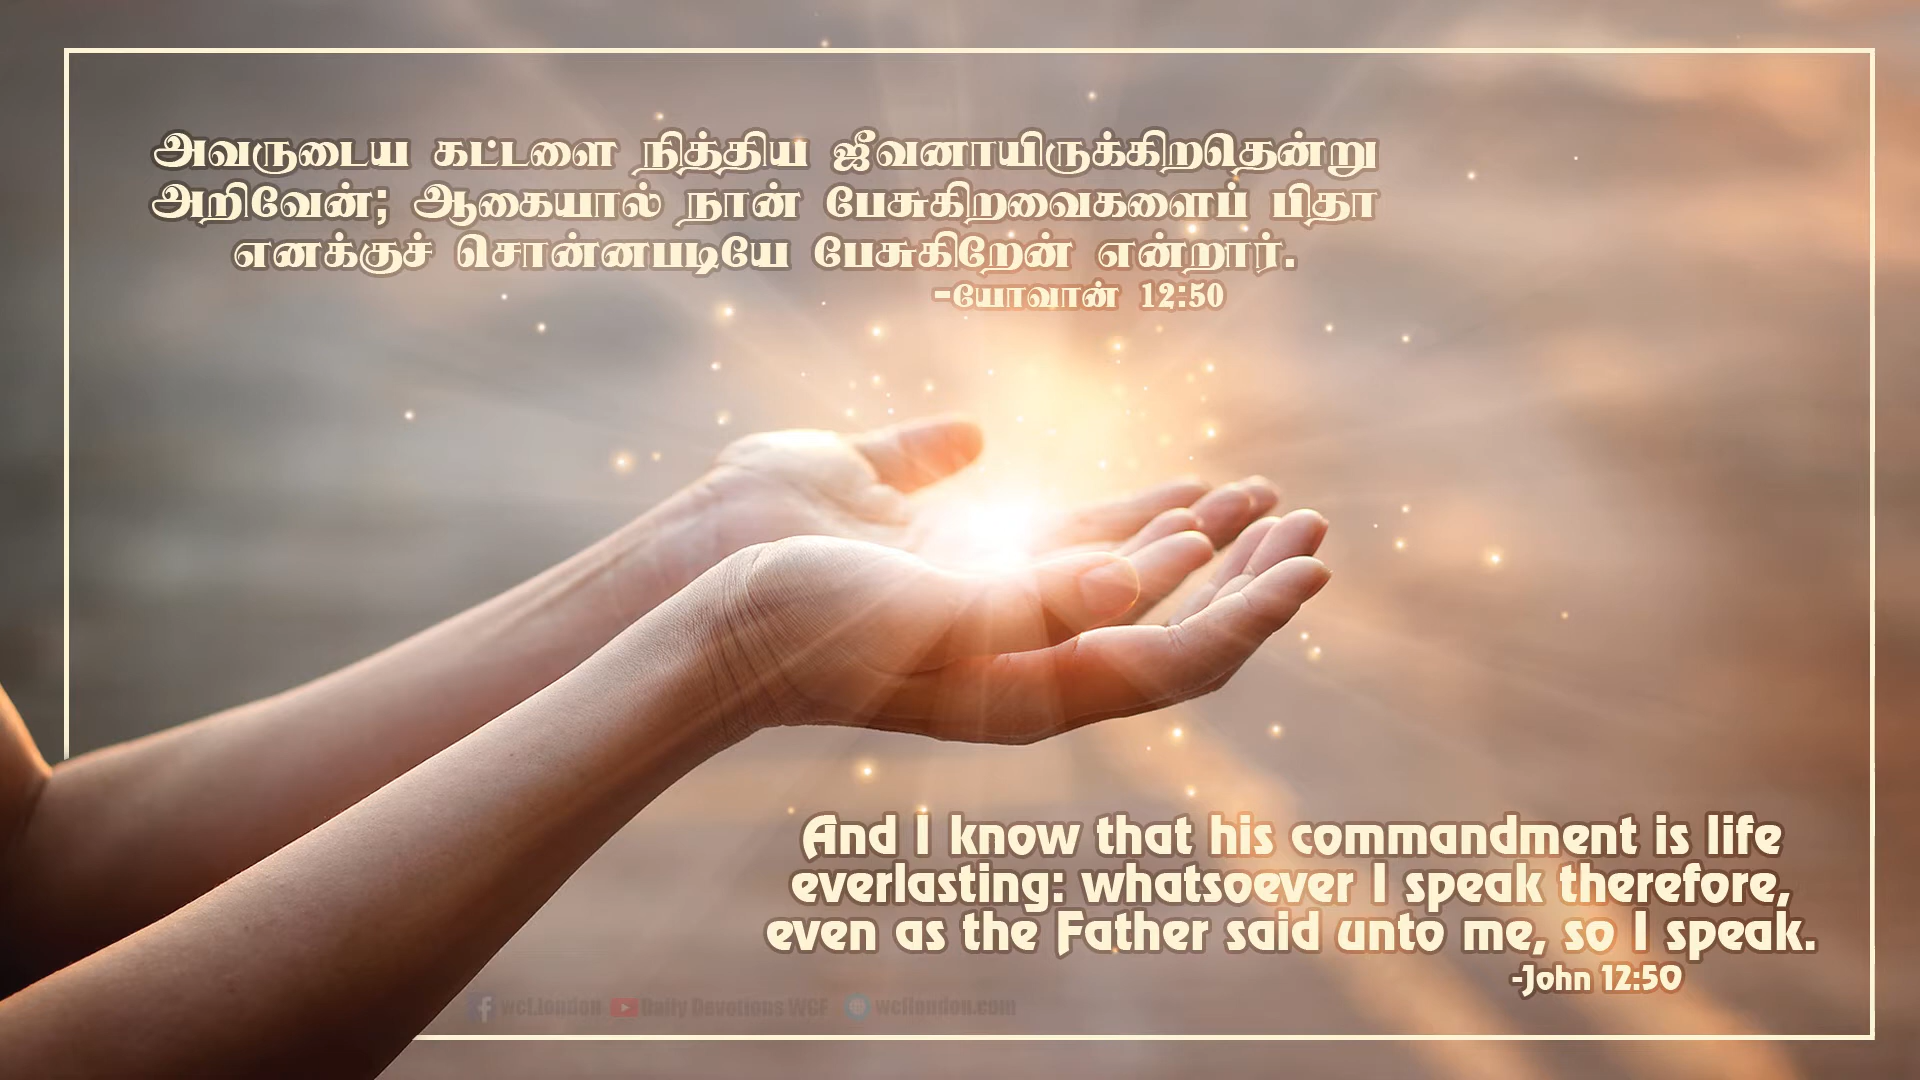 அவருடைய கட்டளை நித்திய ஜீவனாயிருக்கிறதென்று
அறிவேன்; ஆகையால் நான் பேசுகிறவைகளைப் பிதா
எனக்குச் சொன்னபடியே பேசுகிறேன் என்றார்.
-யோவான் 12:50
And I know that his commandment is life
everlasting: whatsoever I speak therefore,
even as the Father said unto me, so I speak.
-John 12:50
wcf.london Daily Devotions WCF wcflondon.com